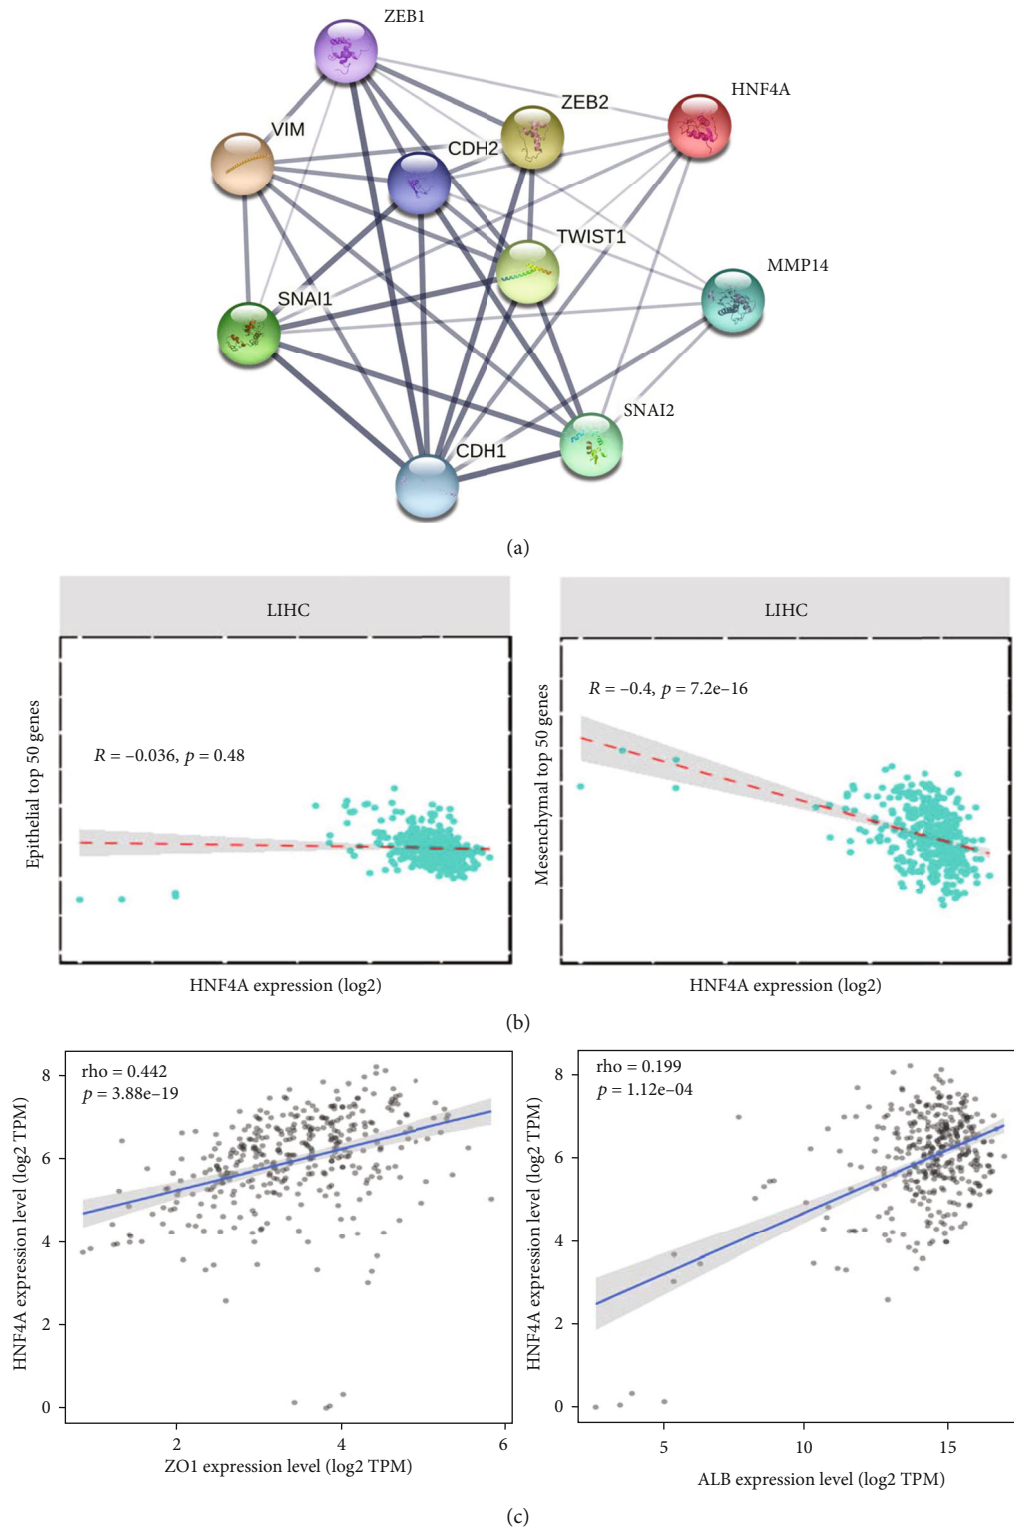 ZEB1
HNF4A
ZEB2
VIM
CDH2
TWIST1
MMP14
SNAI1
SNAI2
CDH1
(a)
LIHC
R = –0.036, p = 0.48
Epithelial top 50 genes
HNF4A expression (log2)
LIHC
R = –0.4, p = 7.2e–16
Mesenchymal top 50 genes
HNF4A expression (log2)
(b)
rho = 0.442
p = 3.88e–19
HNF4A expression level (log2 TPM)
8
6
4
2
0
2 4 6
ZO1 expression level (log2 TPM)
rho = 0.199
p = 1.12e–04
HNF4A expression level (log2 TPM)
8
6
4
2
0
5 10 15
ALB expression level (log2 TPM)
(c)